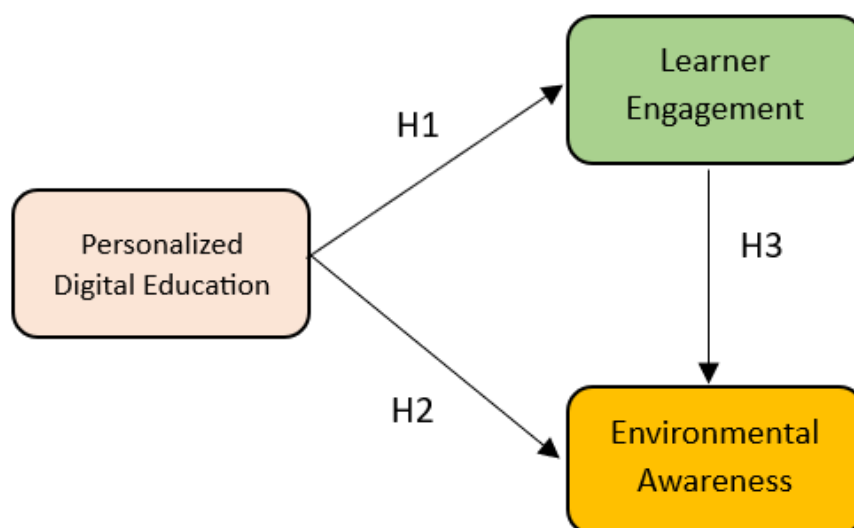 Learner
Engagement
H1
Personalized
Digital Education
H3
H2
Environmental
Awareness